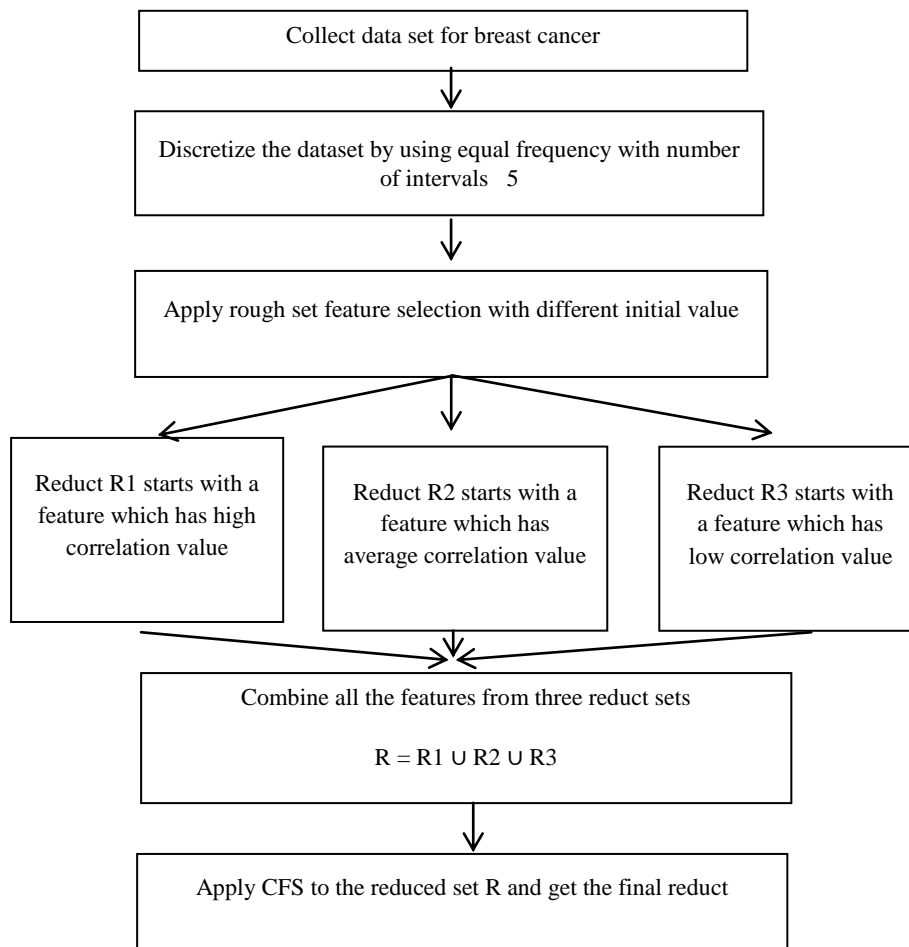 Collect data set for breast cancer
Discretize the dataset by using equal frequency with number
of intervals 5
Apply rough set feature selection with different initial value
Reduct R1 starts with a
feature which has high
correlation value
Reduct R2 starts with a
feature which has
average correlation value
Reduct R3 starts with
a feature which has
low correlation value
Combine all the features from three reduct sets
R = R1 ∪ R2 ∪ R3
Apply CFS to the reduced set R and get the final reduct